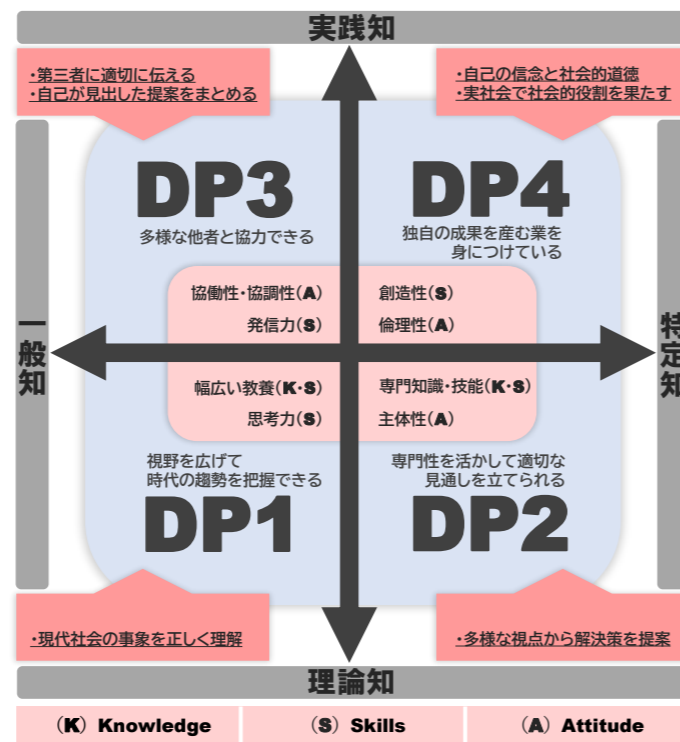 実践知
・第三者に適切に伝える
・自己が見出した提案をまとめる
・自己の信念と社会的道徳
・実社会で社会的役割を果たす
DP3
多様な他者と協力できる
DP4
独自の成果を産む業を
身につけている
協働性・協調性(A)
発信力(S)
創造性(S)
倫理性(A)
一般知
特定知
幅広い教養(K・S)
思考力(S)
専門知識・技能(K・S)
主体性(A)
視野を広げて
時代の趨勢を把握できる
DP1
専門性を活かして適切な
見通しを立てられる
DP2
・現代社会の事象を正しく理解
・多様な視点から解決策を提案
理論知
(K) Knowledge
(S) Skills
(A) Attitude